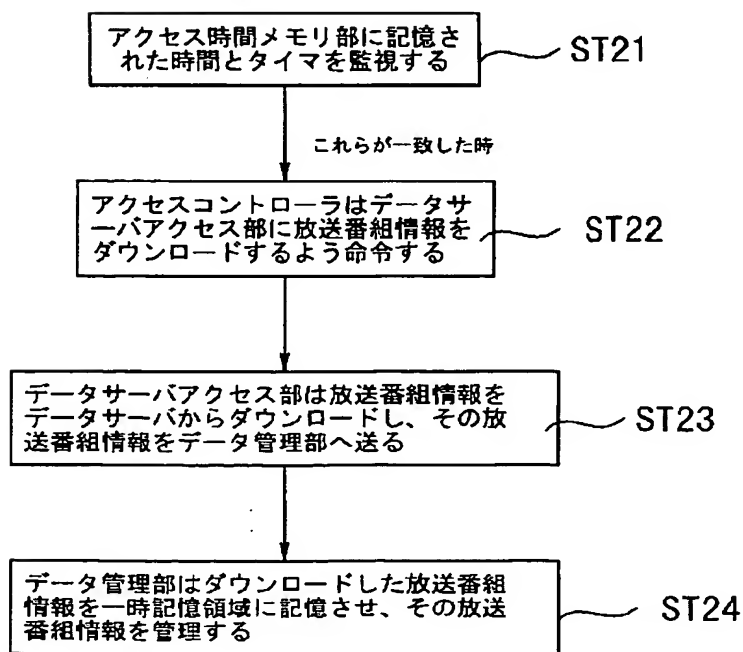 アクセス時間メモリ部に記憶さ
れた時間とタイマを監視する
ST21
これらが一致した時
アクセスコントローラはデータサ
ーバアクセス部に放送番組情報を
ダウンロードするよう命令する
ST22
データサーバアクセス部は放送番組情報を
データサーバからダウンロードし、その放
送番組情報をデータ管理部へ送る
ST23
データ管理部はダウンロードした放送番組
情報を一時記憶領域に記憶させ、その放送
番組情報を管理する
ST24